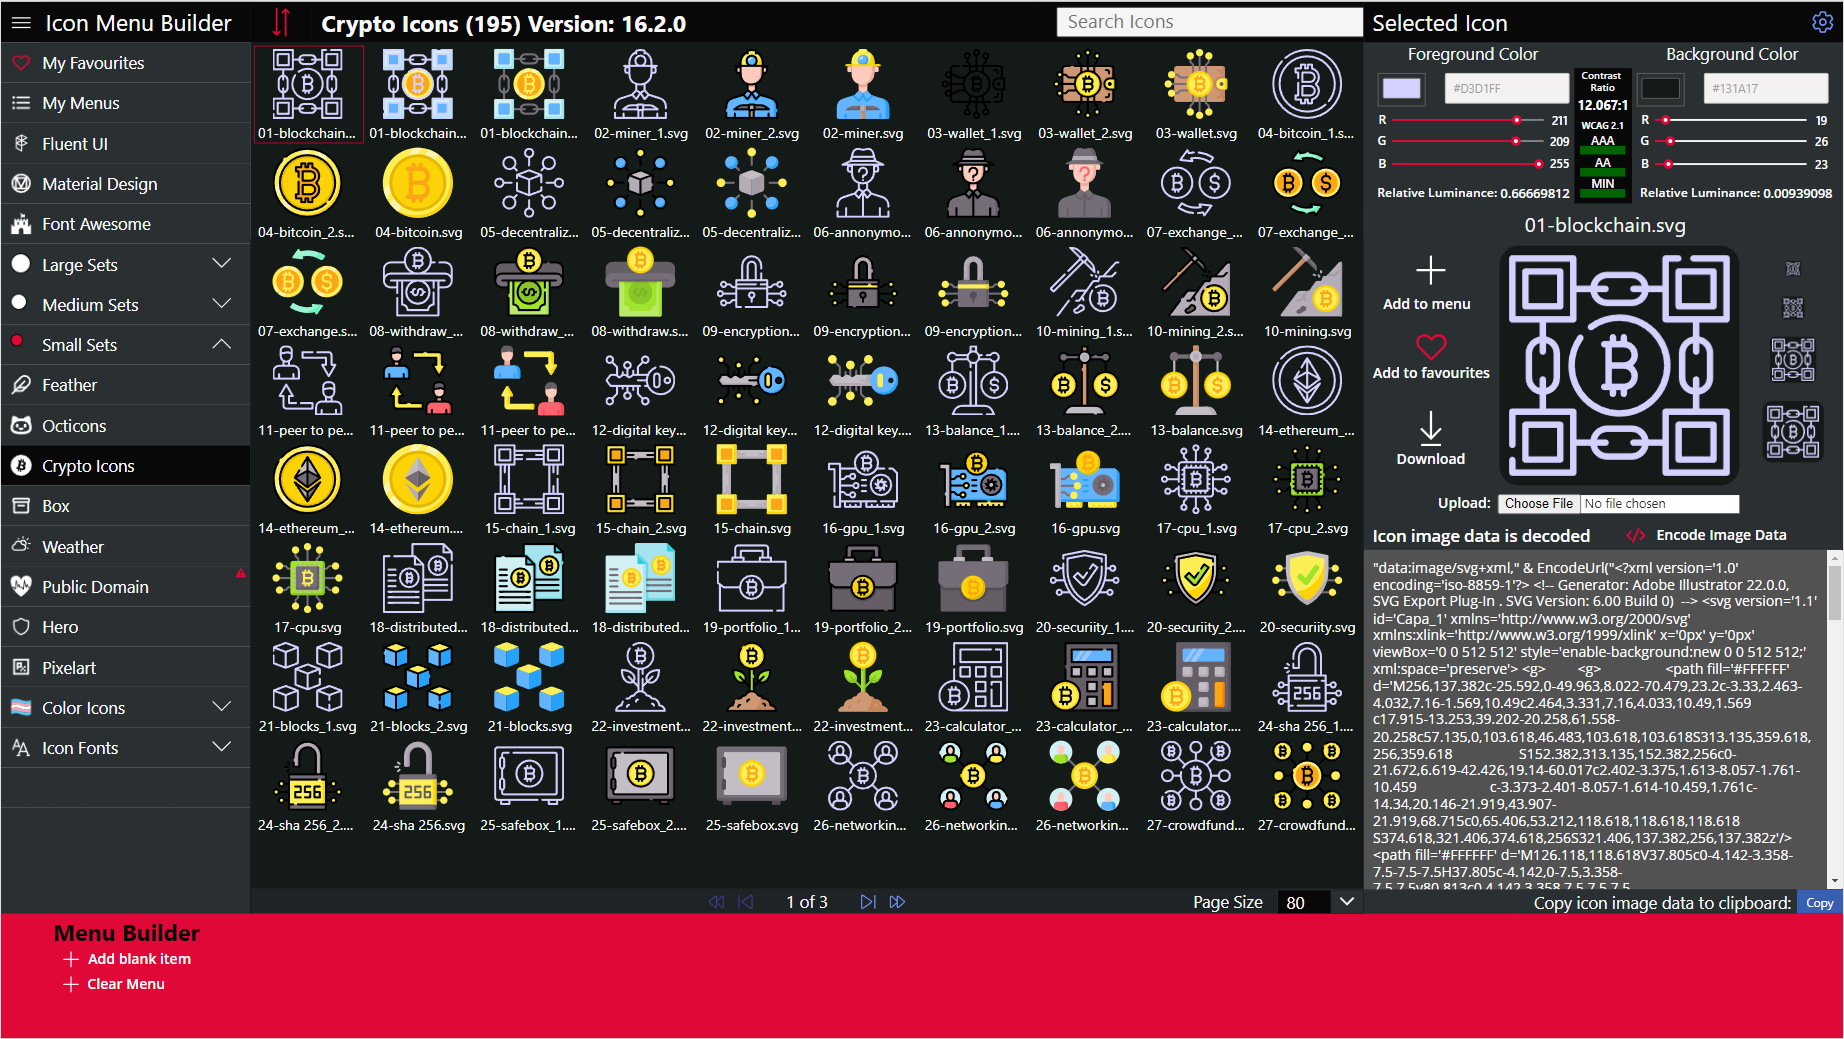 Icon Menu Builder
Crypto Icons (195) Version: 16.2.0
Search Icons
Selected Icon
My Favourites
My Menus
Fluent UI
Material Design
Font Awesome
Large Sets
Medium Sets
Small Sets
Feather
Octicons
Crypto Icons
Box
Weather
Public Domain
Hero
Pixelart
Color Icons
Icon Fonts
01-blockchain... 01-blockchain... 01-blockchain... 02-miner_1.svg 02-miner_2.svg 02-miner.svg 03-wallet_1.svg 03-wallet_2.svg 03-wallet.svg 04-bitcoin_1.s...
04-bitcoin_2.s... 04-bitcoin.svg 05-decentraliz... 05-decentraliz... 05-decentraliz... 06-annonymo... 06-annonymo... 06-annonymo... 07-exchange_... 07-exchange_...
07-exchange.s... 08-withdraw_... 08-withdraw_... 08-withdraw.s... 09-encryption... 09-encryption... 09-encryption... 10-mining_1.s... 10-mining_2.s... 10-mining.svg
11-peer to pe... 11-peer to pe... 11-peer to pe... 12-digital key... 12-digital key... 12-digital key.... 13-balance_1.... 13-balance_2.... 13-balance.svg 14-ethereum_...
14-ethereum_... 14-ethereum.... 15-chain_1.svg 15-chain_2.svg 15-chain.svg 16-gpu_1.svg 16-gpu_2.svg 16-gpu.svg 17-cpu_1.svg 17-cpu_2.svg
17-cpu.svg 18-distributed... 18-distributed... 18-distributed... 19-portfolio_1... 19-portfolio_2... 19-portfolio.svg 20-securiity_1.... 20-securiity_2.... 20-securiity.svg
256
21-blocks_1.svg 21-blocks_2.svg 21-blocks.svg 22-investment... 22-investment... 22-investment... 23-calculator_... 23-calculator_... 23-calculator.... 24-sha 256_1....
256 256
24-sha 256_2.... 24-sha 256.svg 25-safebox_1.... 25-safebox_2.... 25-safebox.svg 26-networkin... 26-networkin... 26-networkin... 27-crowdfund... 27-crowdfund...
1 of 3
Page Size 80
Foreground Color
Background Color
#D3D1FF
#131A17
Contrast
Ratio
12.067:1
WCAG 2.1
AAA
AA
MIN
R 211
G 209
B 255
R 19
G 26
B 23
Relative Luminance: 0.66669812
Relative Luminance: 0.00939098
01-blockchain.svg
Add to menu
Add to favourites
Download
Upload: Choose File No file chosen
Icon image data is decoded
Encode Image Data
"data:image/svg+xml," & EncodeUrl("<?xml version='1.0'
encoding='iso-8859-1'?> <!-- Generator: Adobe Illustrator 22.0.0,
SVG Export Plug-In . SVG Version: 6.00 Build 0)  --> <svg version='1.1'
id='Capa_1' xmlns='http://www.w3.org/2000/svg'
xmlns:xlink='http://www.w3.org/1999/xlink' x='0px' y='0px'
viewBox='0 0 512 512' style='enable-background:new 0 0 512 512;'
xml:space='preserve'> <g> <g> <path fill='#FFFFFF'
d='M256,137.382c-25.592,0-49.963,8.022-70.479,23.2c-3.33,2.463-
4.032,7.16-1.569,10.49c2.464,3.331,7.16,4.033,10.49,1.569
c17.915-13.253,39.202-20.258,61.558-
20.258c57.135,0,103.618,46.483,103.618,103.618S313.135,359.618,
256,359.618 S152.382,313.135,152.382,256c0-
21.672,6.619-42.426,19.14-60.017c2.402-3.375,1.613-8.057-1.761-
10.459 c-3.373-2.401-8.057-1.614-10.459,1.761c-
14.34,20.146-21.919,43.907-
21.919,68.715c0,65.406,53.212,118.618,118.618,118.618
S374.618,321.406,374.618,256S321.406,137.382,256,137.382z'/>
<path fill='#FFFFFF' d='M126.118,118.618V37.805c0-4.142-3.358-
7.5-7.5-7.5H37.805c-4.142,0-7.5,3.358-
7.5,7.5v80.813c0,4.142,3.358,7.5,7.5,7.5
Copy icon image data to clipboard: Copy
Menu Builder
Add blank item
Clear Menu